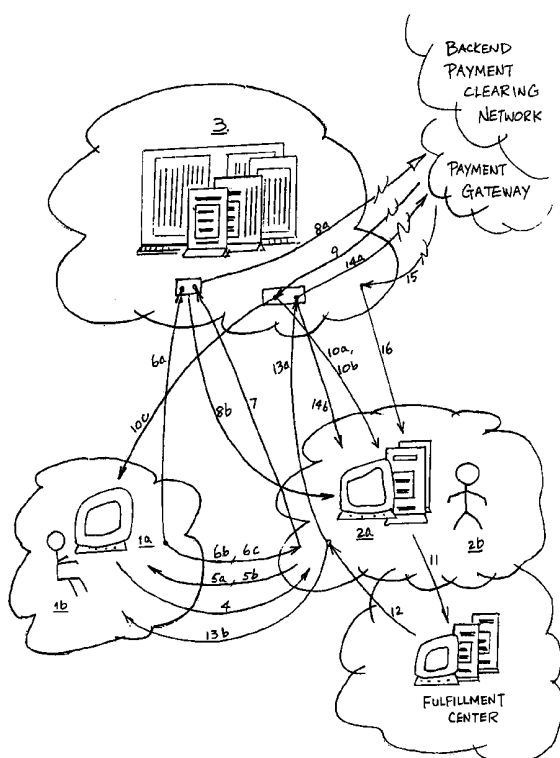 BACKEND
PAYMENT
CLEARING
NETWORK
PAYMENT
GATEWAY
3
8a
9
14a
15
6a
13a
10a,
10b
16
7
8b
14b
10c
1a
2a
2b
6b, 6c
5a, 5b
4
13b
1b
11
12
FULFILLMENT
CENTER